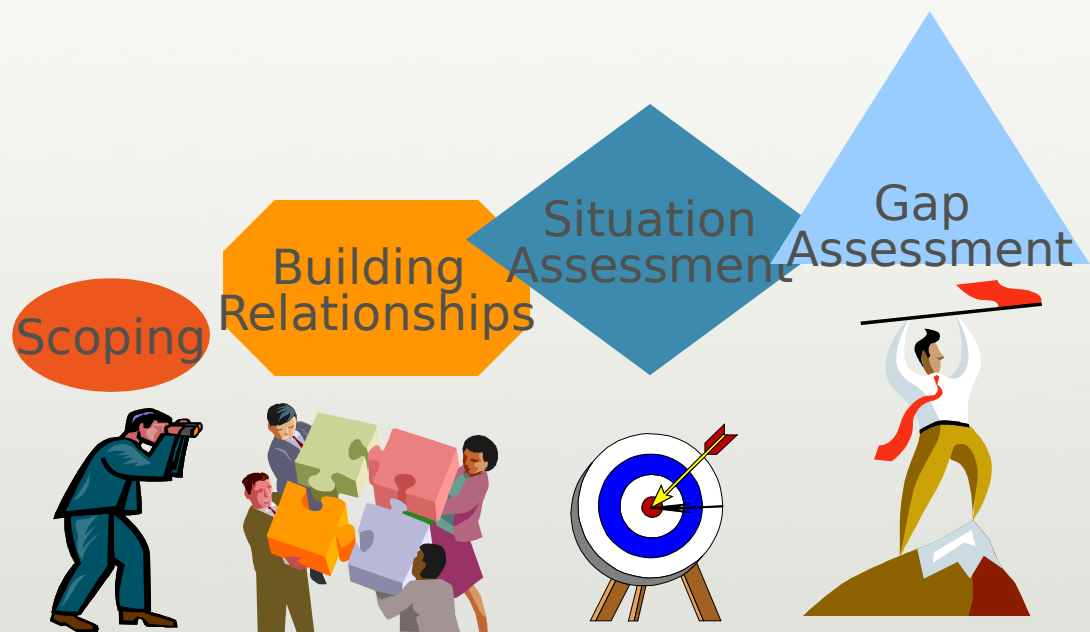 Scoping
Building
Relationships
Situation
Assessment
Gap
Assessment